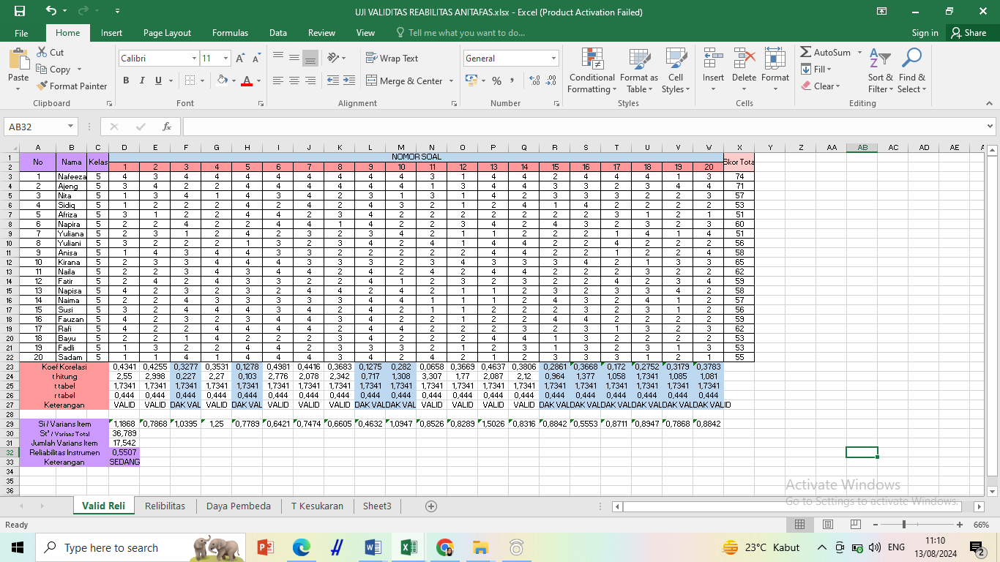 UJI VALIDITAS REABILITAS ANITAFAS.xlsx - Excel (Product Activation Failed)
File Home Insert Page Layout Formulas Data Review View Tell me what you want to do... Sign in Share
Cut
Copy
Format Painter
Paste
Calibri 11
B I U
Wrap Text
Merge & Center
General
% ,
Conditional Formatting Format as Table Cell Styles
Insert Delete Format
AutoSum
Fill
Clear
Sort & Filter Find & Select
Clipboard Font Alignment Number Styles Cells Editing
AB32 fx
A B C D E F G H I J K L M N O P Q R S T U V W X Y Z AA AB AC AD AE
1 No Nama Kelas NOMOR SOAL Skor Tota
2 1 2 3 4 5 6 7 8 9 10 11 12 13 14 15 16 17 18 19 20
3 1 Nafeeza 5 4 3 4 4 4 4 4 4 4 4 3 1 4 4 2 4 4 4 1 3 74
4 2 Ajeng 5 3 4 2 2 4 4 4 4 4 4 1 3 4 4 3 3 2 3 4 4 71
5 3 Nita 5 1 3 4 1 4 3 4 2 3 1 3 1 4 2 3 3 3 2 2 3 57
6 4 Sidiq 5 1 2 2 2 4 2 4 2 4 3 2 1 2 4 1 4 2 2 2 2 53
7 5 Afriza 5 3 1 2 2 4 4 2 3 4 2 2 2 2 2 2 2 3 1 2 1 51
8 6 Napira 5 2 2 4 2 2 4 4 1 4 2 2 3 4 2 4 3 2 3 2 3 60
9 7 Yuliana 5 2 3 1 2 2 4 2 3 2 3 4 2 1 1 2 2 2 1 4 1 4 51
10 8 Yuliani 5 3 2 2 2 1 3 2 3 4 2 4 1 4 4 2 2 4 2 2 2 56
11 9 Anisa 5 1 4 3 4 4 3 3 2 2 2 2 2 4 4 2 2 1 2 2 4 58
12 10 Kirana 5 2 3 3 4 4 4 3 3 3 2 3 4 3 3 3 4 2 1 3 3 65
13 11 Naila 5 2 2 3 4 3 4 4 3 4 2 4 2 4 4 2 2 2 3 2 2 62
14 12 Fatir 5 2 4 2 4 3 3 2 2 4 1 2 3 2 3 2 2 4 2 3 4 59
15 13 Napisa 5 4 2 3 2 3 2 4 4 2 4 2 1 1 2 3 2 3 3 4 2 58
16 14 Naima 5 2 2 4 3 3 3 3 3 4 4 1 1 1 2 4 3 2 4 1 2 57
17 15 Susi 5 3 2 4 4 4 3 4 2 4 2 1 1 2 2 2 3 2 3 1 2 56
18 16 Fauzan 5 4 2 3 2 3 4 4 3 4 2 2 1 2 2 4 4 2 2 2 2 59
19 17 Rafi 5 4 2 2 4 4 4 4 2 4 4 2 2 2 3 2 3 1 3 2 3 62
20 18 Bayu 5 2 2 1 4 2 2 2 3 4 2 2 2 4 4 1 3 2 2 2 2 53
21 19 Fadli 5 1 3 2 2 4 4 2 2 3 3 2 1 2 3 1 3 2 3 1 3 53
22 20 Sadam 5
23 Koef Korelasi 0,4341 0,4255 0,3277 0,3531 0,1278 0,4981 0,4416 0,3683 0,1275 0,282 0,0658 0,3669 0,4637 0,3806 0,2861 0,3668 0,172 0,2752 0,3179 0,3783
24 t hitung 2,55 2,998 0,227 2,27 0,103 2,776 2,078 2,342 0,717 1,308 3,307 1,77 2,087 2,12 0,964 1,377 1,058 1,7341 1,085 1,081
25 t tabel 1,7341 1,7341 1,7341 1,7341 1,7341 1,7341 1,7341 1,7341 1,7341 1,7341 1,7341 1,7341 1,7341 1,7341 1,7341 1,7341 1,7341 1,7341 1,7341 1,7341
26 r tabel 0,444 0,444 0,444 0,444 0,444 0,444 0,444 0,444 0,444 0,444 0,444 0,444 0,444 0,444 0,444 0,444 0,444 0,444 0,444 0,444
27 Keterangan VALID VALID DAK VAL VALID DAK VAL VALID VALID VALID DAK VAL DAK VAL VALID VALID VALID VALID DAK VAL DAK VAL DAK VAL DAK VAL DAK VAL DAK VALID
28
29 Si / Varians Item 1,1868 0,7868 1,0395 1,25 0,7789 0,6421 0,7474 0,6605 0,4632 1,0947 0,8526 0,8289 1,5026 0,8316 0,8842 0,5553 0,8711 0,8947 0,7868 0,8842
30 St² / Varians Total 36,789
31 Jumlah Varians Item 17,542
32 Reliabilitas Instrumen 0,5507
33 Keterangan SEDANG
34
35
36
Activate Windows
Go to Settings to activate Windows.
Valid Reli Relibilitas Daya Pembeda T Kesukaran Sheet3
Ready 66%
Type here to search 23°C Kabut ENG 11:10
13/08/2024 2